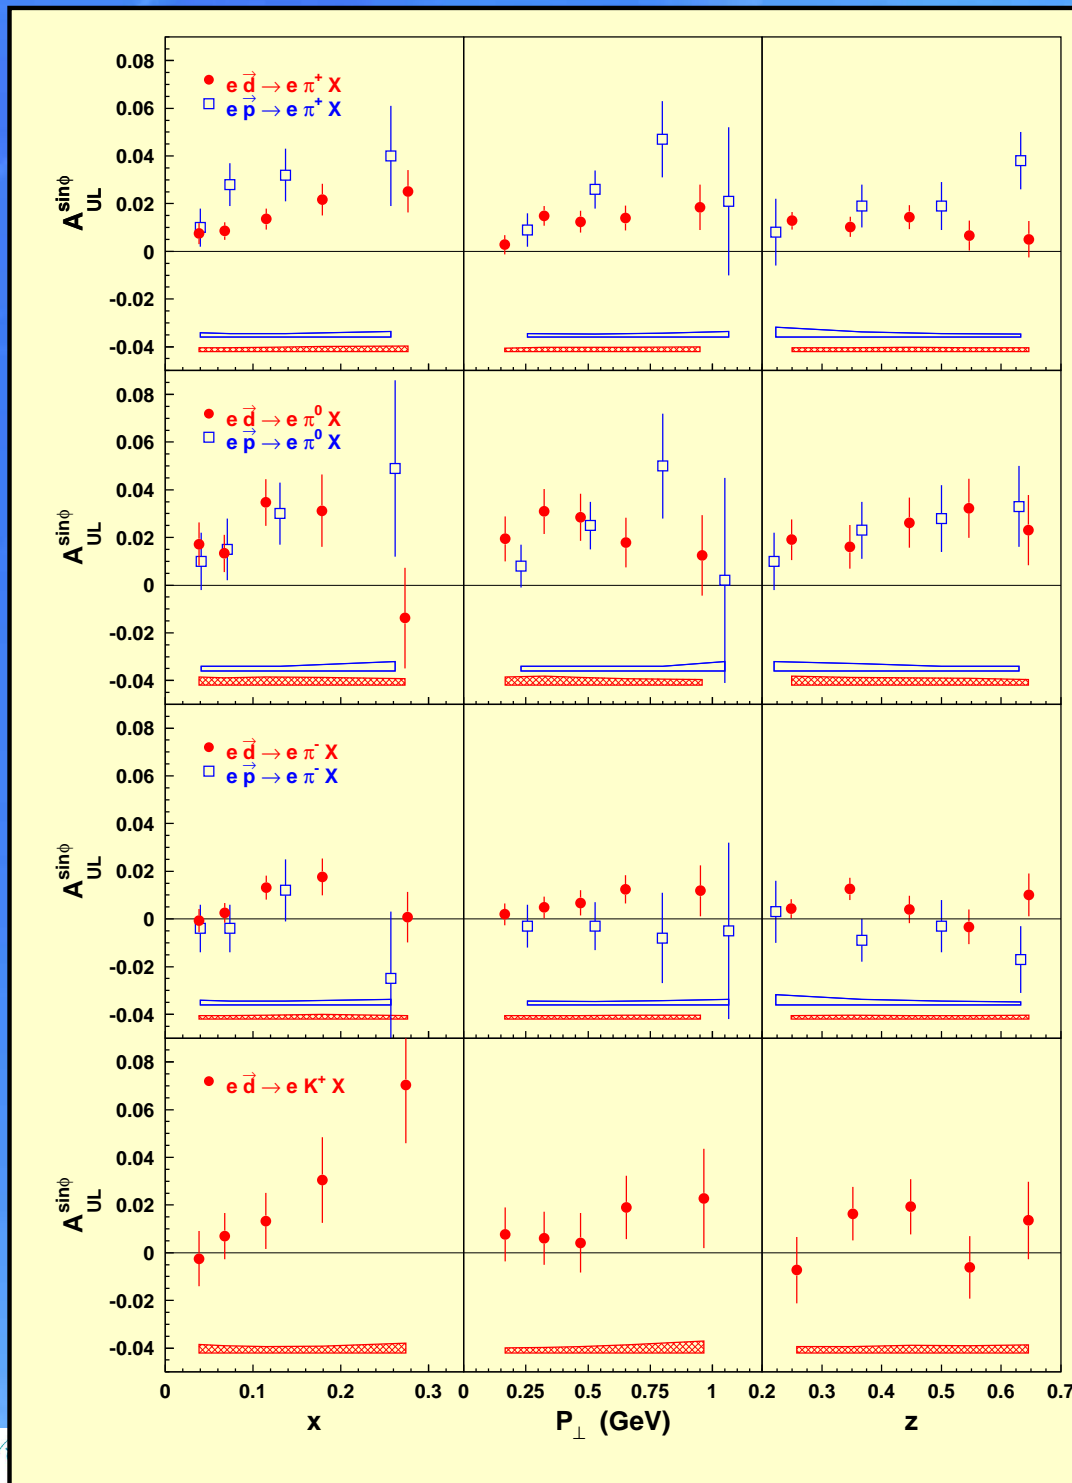 0.08
0.06
0.04
0.02
0
-0.02
-0.04
A_UL^sinϕ
e d⃗ → e π⁺ X
e p⃗ → e π⁺ X
0.08
0.06
0.04
0.02
0
-0.02
-0.04
A_UL^sinϕ
e d⃗ → e π⁰ X
e p⃗ → e π⁰ X
0.08
0.06
0.04
0.02
0
-0.02
-0.04
A_UL^sinϕ
e d⃗ → e π⁻ X
e p⃗ → e π⁻ X
0.08
0.06
0.04
0.02
0
-0.02
-0.04
A_UL^sinϕ
e d⃗ → e K⁺ X
0 0.1 0.2 0.3 0 0.25 0.5 0.75 1 0.2 0.3 0.4 0.5 0.6 0.7
x P⊥ (GeV) z